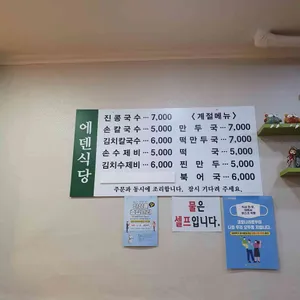 에덴식당
진콩국수 ··· 7,000
손칼국수 ··· 5,000
김치칼국수 ··· 6,000
손수제비 ··· 5,000
김치수제비 ··· 6,000
<계절메뉴>
만두국 ··· 7,000
떡만두국 ··· 7,000
떡국 ··· 5,000
찐만두 ··· 5,000
북어국 ··· 6,000
주문과 동시에 조리합니다. 잠시 기다려 주세요.
물은
셀프입니다.